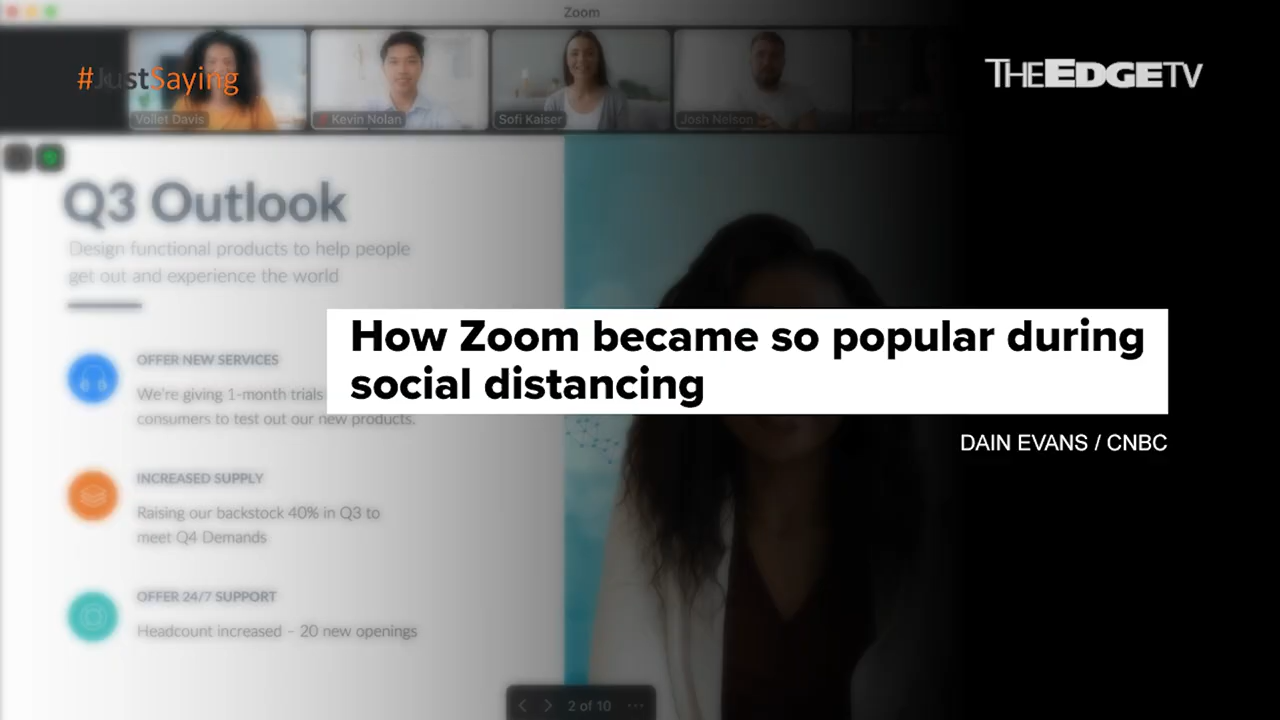 Zoom
#JustSaying
THEEDGETV
Vollet Davis
Kevin Nolan
Sofi Kaiser
Josh Nelson
Q3 Outlook
Design functional products to help people
get out and experience the world
How Zoom became so popular during
social distancing
DAIN EVANS / CNBC
OFFER NEW SERVICES
We're giving 1-month trials
consumers to test out our new products.
INCREASED SUPPLY
Raising our backstock 40% in Q3 to
meet Q4 Demands
OFFER 24/7 SUPPORT
Headcount increased – 20 new openings
2 of 10